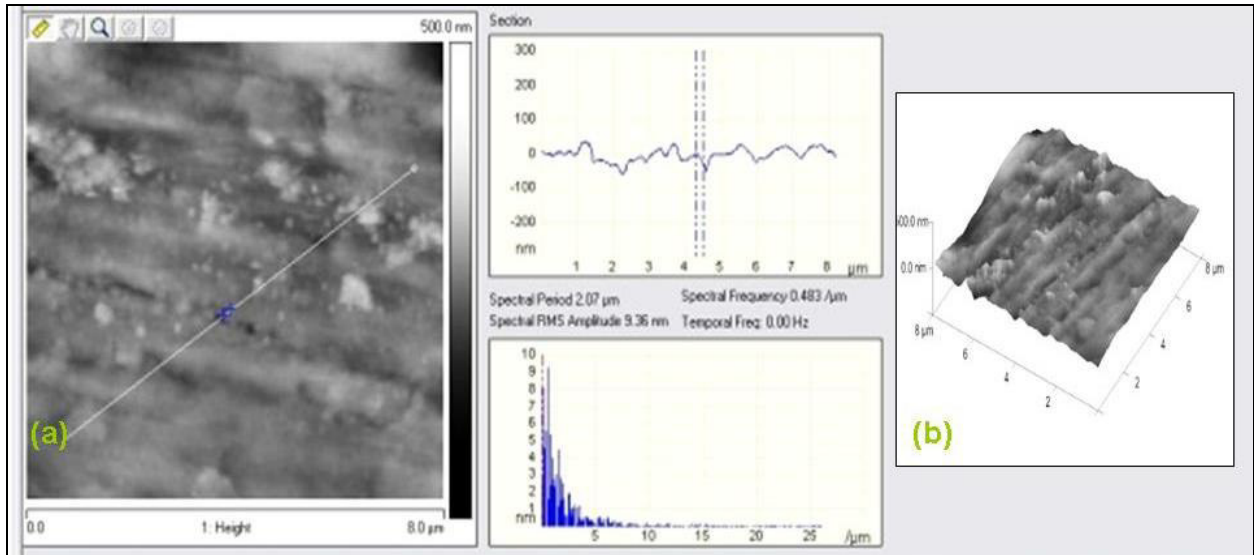 500.0 nm
(a)
0.0 1: Height 8.0 µm
Section
300
200
100
0
-100
-200
nm
1 2 3 4 5 6 7 8 µm
Spectral Period 2.07 µm Spectral Frequency 0.483 /µm
Spectral RMS Amplitude 9.36 nm Temporal Freq: 0.00 Hz
10
9
8
7
6
5
4
3
2
1
nm
5 10 15 20 25 /µm
0.0 nm
8 µm
6
4
2
8 µm
6
4
2
(b)